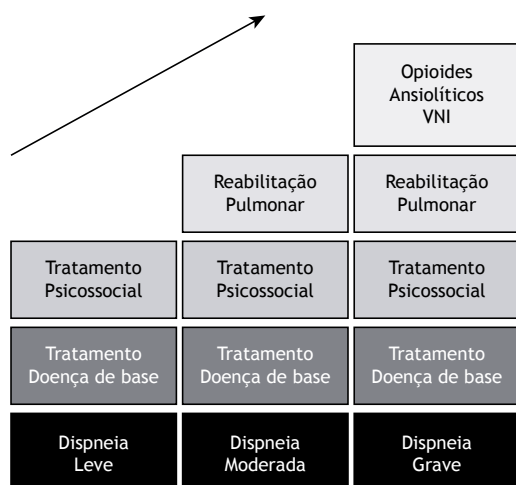 Opioides
Ansiolíticos
VNI
Reabilitação
Pulmonar
Reabilitação
Pulmonar
Tratamento
Psicossocial
Tratamento
Psicossocial
Tratamento
Psicossocial
Tratamento
Doença de base
Tratamento
Doença de base
Tratamento
Doença de base
Dispneia
Leve
Dispneia
Moderada
Dispneia
Grave